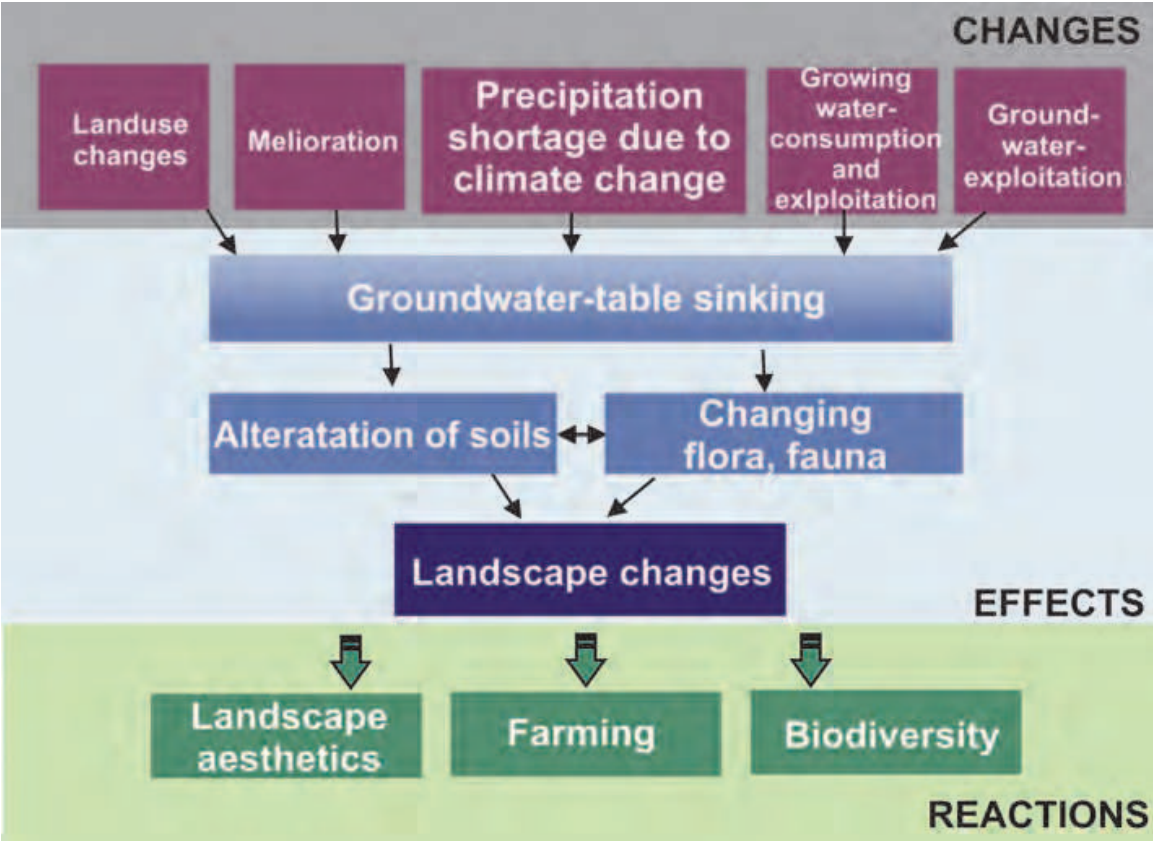 CHANGES
Landuse
changes
Melioration
Precipitation
shortage due to
climate change
Growing
water-
consumption
and
exlploitation
Ground-
water-
exploitation
Groundwater-table sinking
Alteratation of soils
Changing
flora, fauna
Landscape changes
EFFECTS
Landscape
aesthetics
Farming
Biodiversity
REACTIONS